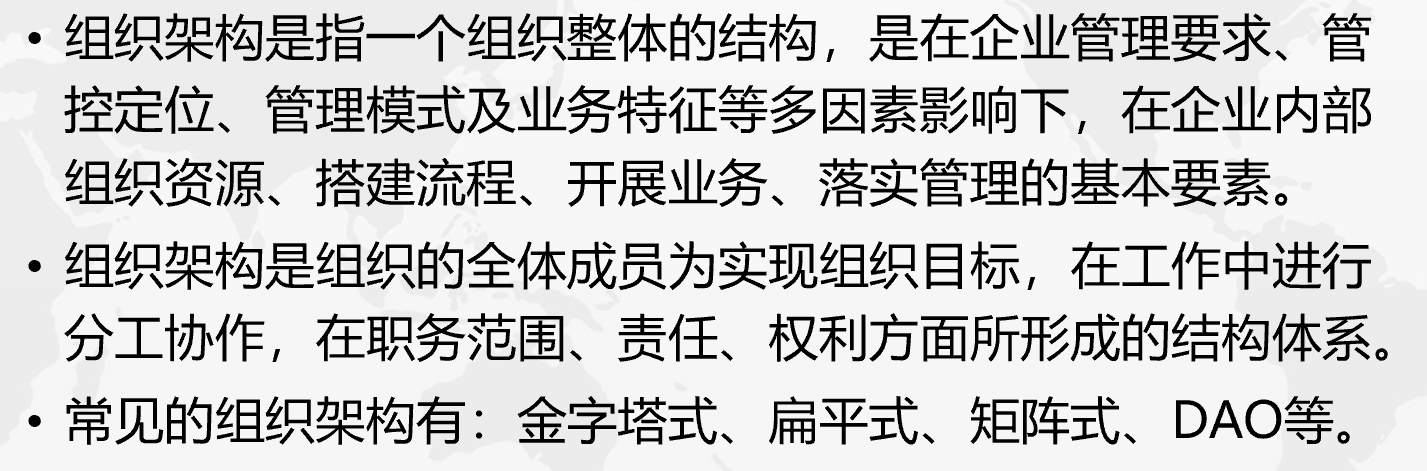 • 组织架构是指一个组织整体的结构，是在企业管理要求、管
控定位、管理模式及业务特征等多因素影响下，在企业内部
组织资源、搭建流程、开展业务、落实管理的基本要素。
• 组织架构是组织的全体成员为实现组织目标，在工作中进行
分工协作，在职务范围、责任、权利方面所形成的结构体系。
• 常见的组织架构有：金字塔式、扁平式、矩阵式、DAO等。